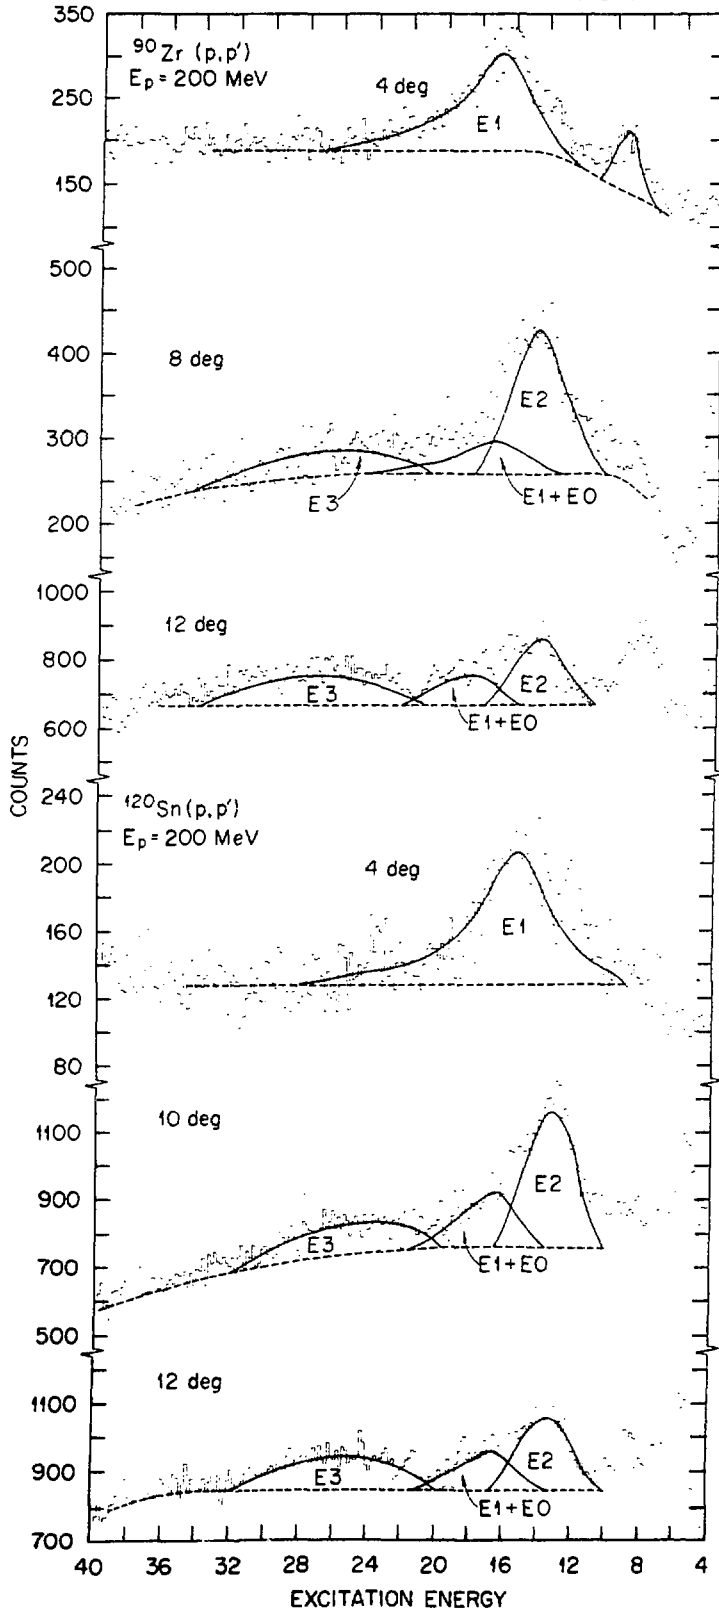 350
⁹⁰Zr (p,p′)
Eₚ = 200 MeV
4 deg
250
E1
150
500
400
8 deg
E2
300
E3
E1+E0
200
1000
12 deg
800
E3
E2
E1+E0
600
COUNTS
240
¹²⁰Sn(p,p′)
Eₚ = 200 MeV
200
4 deg
160
E1
120
80
1100
10 deg
900
E2
E3
E1+E0
700
500
1100
12 deg
900
E3
E2
E1+E0
700
40 36 32 28 24 20 16 12 8 4
EXCITATION ENERGY